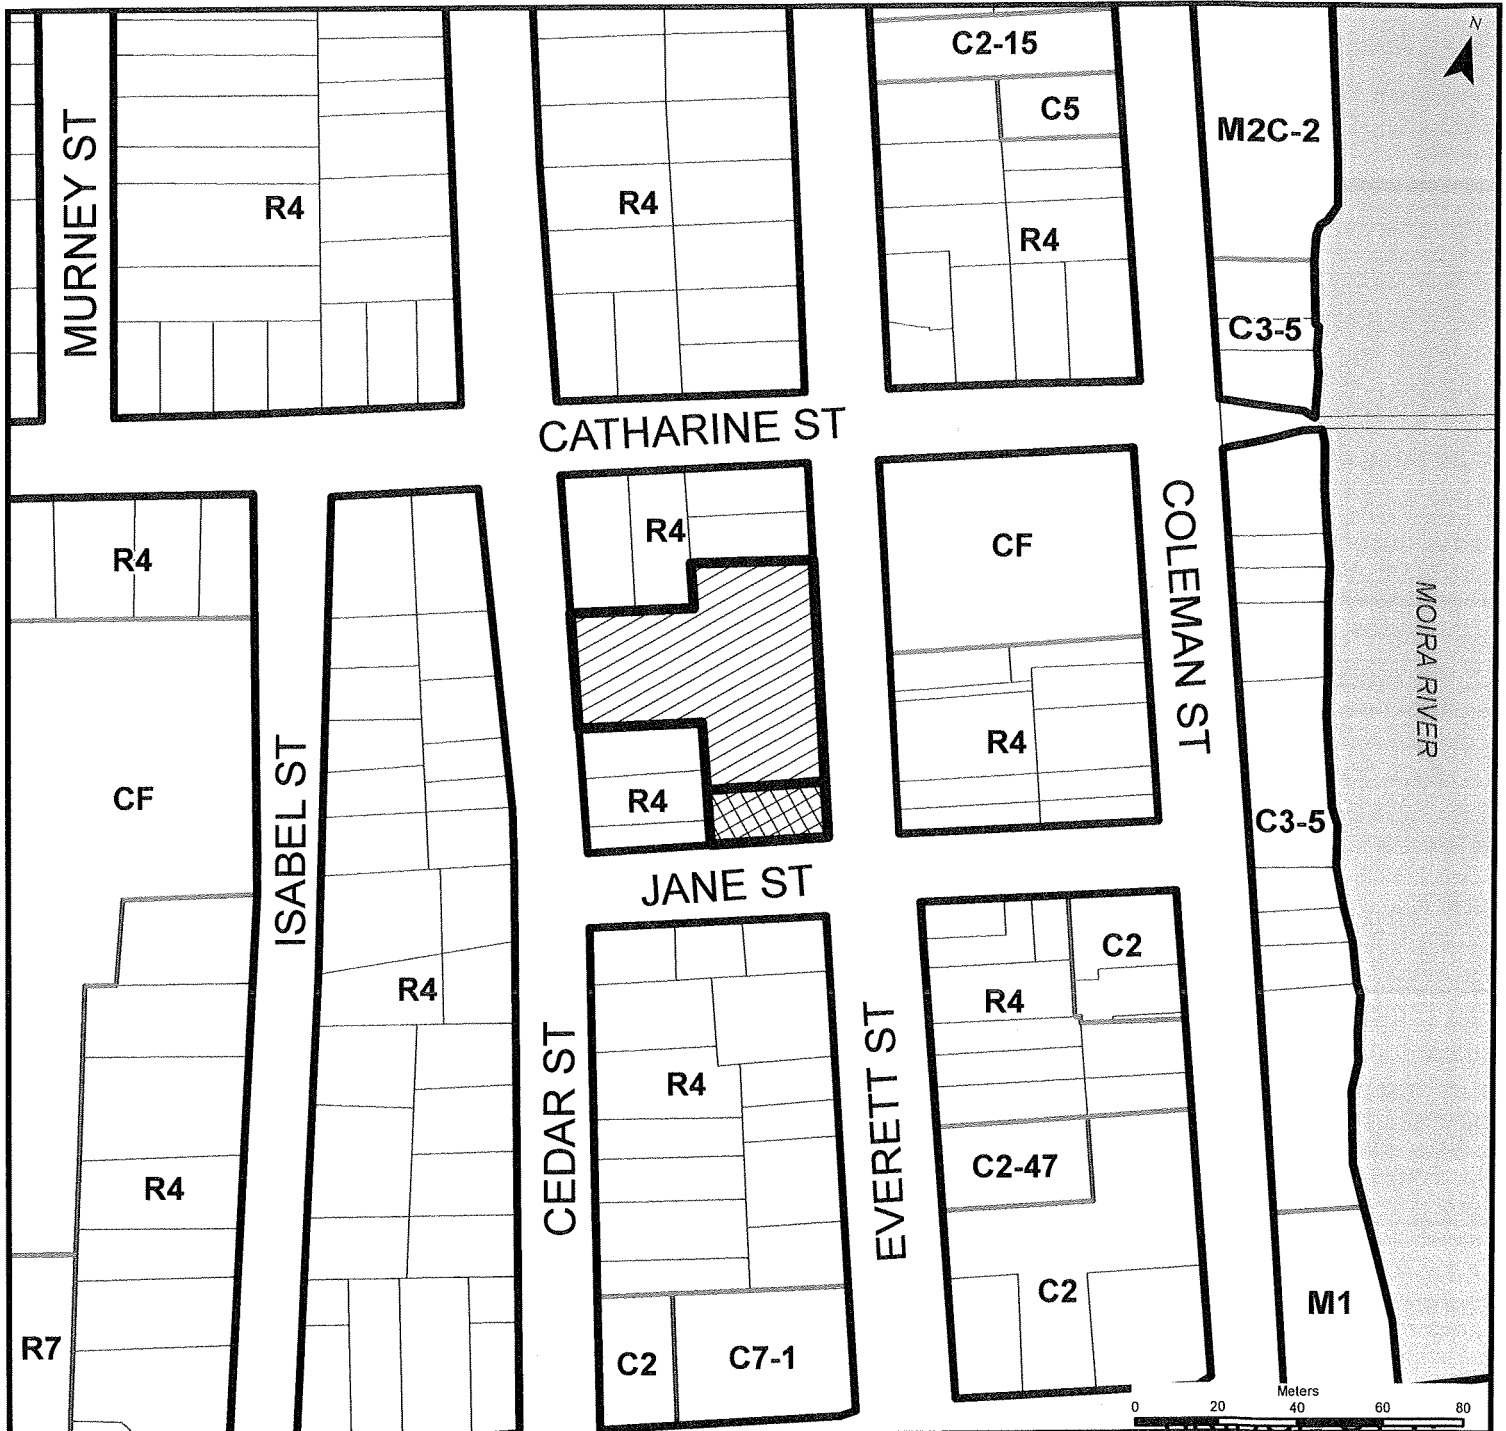 N
C2-15
C5
M2C-2
MURNEY ST
R4
R4
R4
C3-5
CATHARINE ST
R4
R4
CF
COLEMAN ST
MOIRA RIVER
CF
ISABEL ST
R4
R4
C3-5
JANE ST
R4
C2
R4
CEDAR ST
R4
EVERETT ST
C2-47
R4
C2
M1
R7
C2
C7-1
Meters
0 20 40 60 80